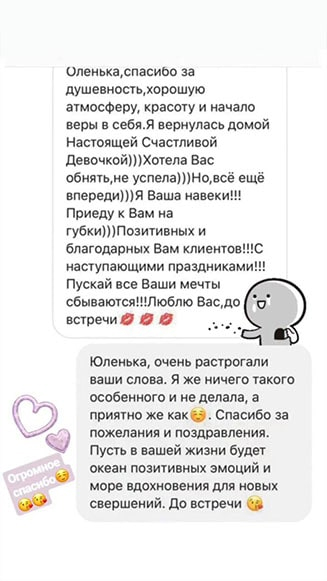 Оленька,спасибо за
душевность,хорошую
атмосферу, красоту и начало
веры в себя.Я вернулась домой
Настоящей Счастливой
Девочкой)))Хотела Вас
обнять,не успела)))Но,всё ещё
впереди)))Я Ваша навеки!!!
Приеду к Вам на
губки)))Позитивных и
благодарных Вам клиентов!!!С
наступающими праздниками!!!
Пускай все Ваши мечты
сбываются!!!Люблю Вас,до
встречи💋💋💋
Юленька, очень растрогали
ваши слова. Я же ничего такого
особенного и не делала, а
приятно же как☺️. Спасибо за
пожелания и поздравления.
Пусть в вашей жизни будет
океан позитивных эмоций и
море вдохновения для новых
свершений. До встречи 😘
Огромное
спасибо☺️
😘😘